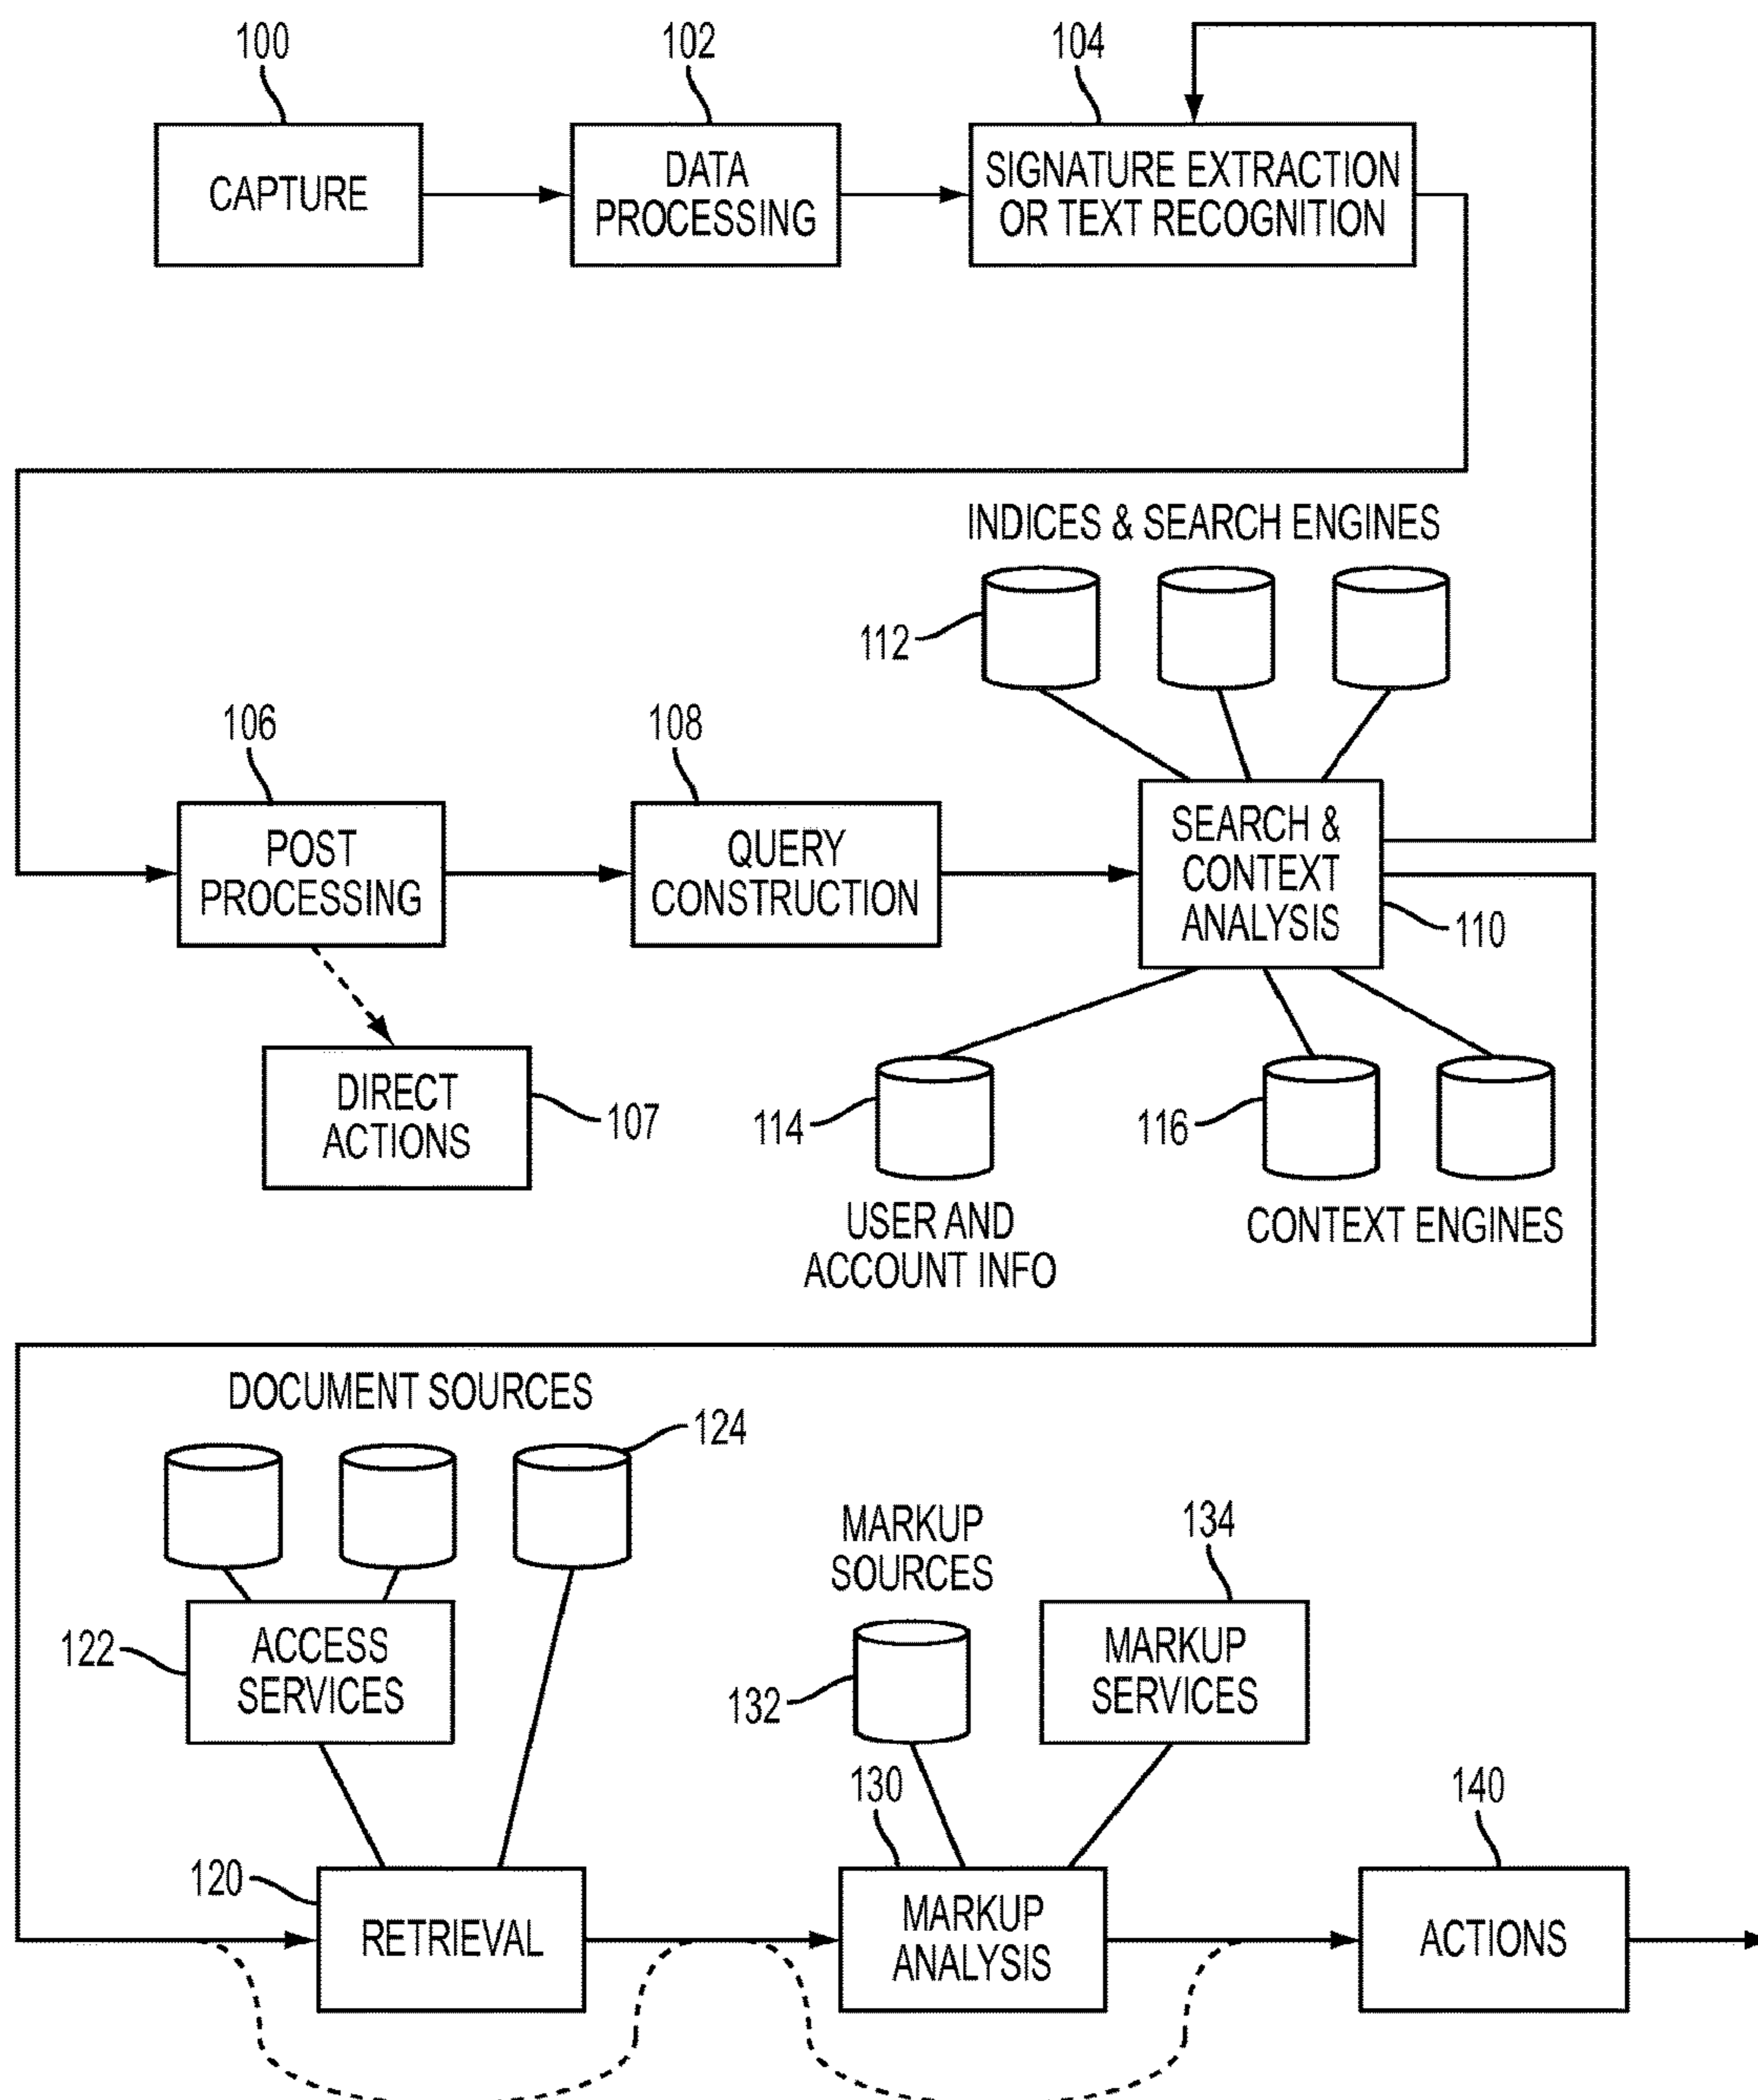 100
102
104
CAPTURE
DATA
PROCESSING
SIGNATURE EXTRACTION
OR TEXT RECOGNITION
INDICES & SEARCH ENGINES
112
106
108
POST
PROCESSING
QUERY
CONSTRUCTION
SEARCH &
CONTEXT
ANALYSIS
110
DIRECT
ACTIONS
107
114
116
USER AND
ACCOUNT INFO
CONTEXT ENGINES
DOCUMENT SOURCES
124
MARKUP
SOURCES
134
122
ACCESS
SERVICES
132
MARKUP
SERVICES
130
140
120
RETRIEVAL
MARKUP
ANALYSIS
ACTIONS